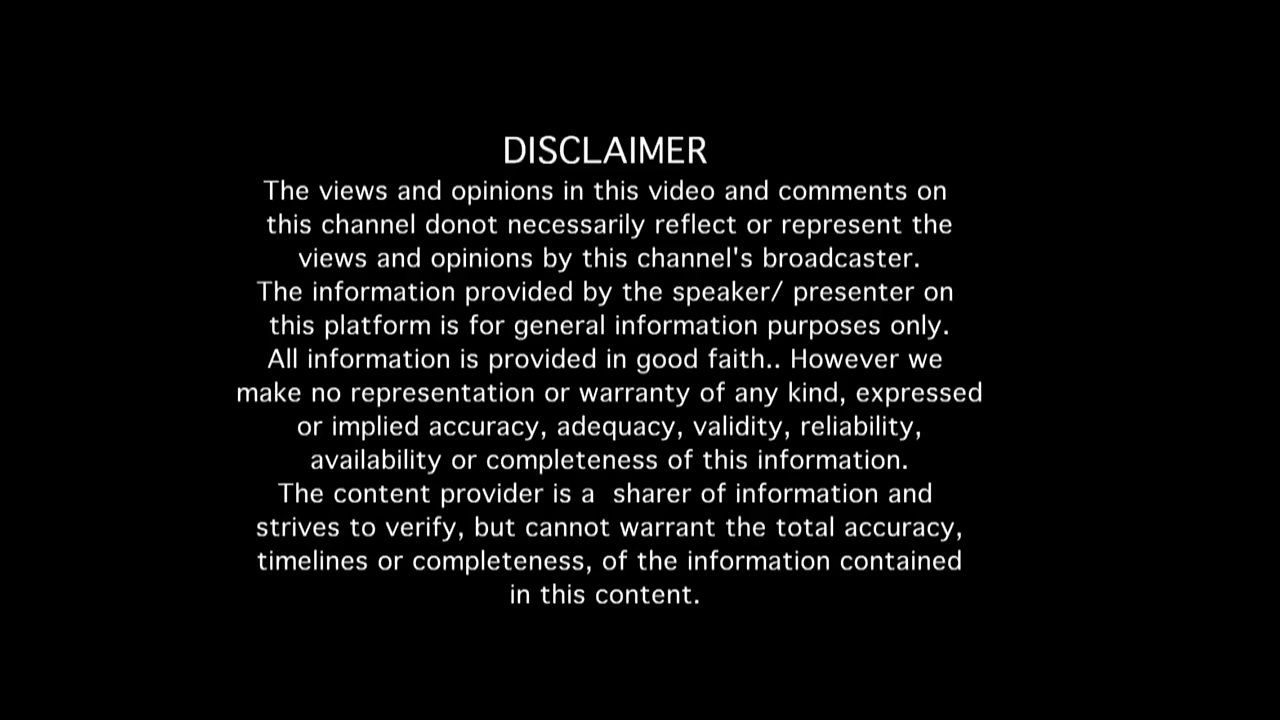 DISCLAIMER
The views and opinions in this video and comments on
this channel donot necessarily reflect or represent the
views and opinions by this channel's broadcaster.
The information provided by the speaker/ presenter on
this platform is for general information purposes only.
All information is provided in good faith.. However we
make no representation or warranty of any kind, expressed
or implied accuracy, adequacy, validity, reliability,
availability or completeness of this information.
The content provider is a  sharer of information and
strives to verify, but cannot warrant the total accuracy,
timelines or completeness, of the information contained
in this content.